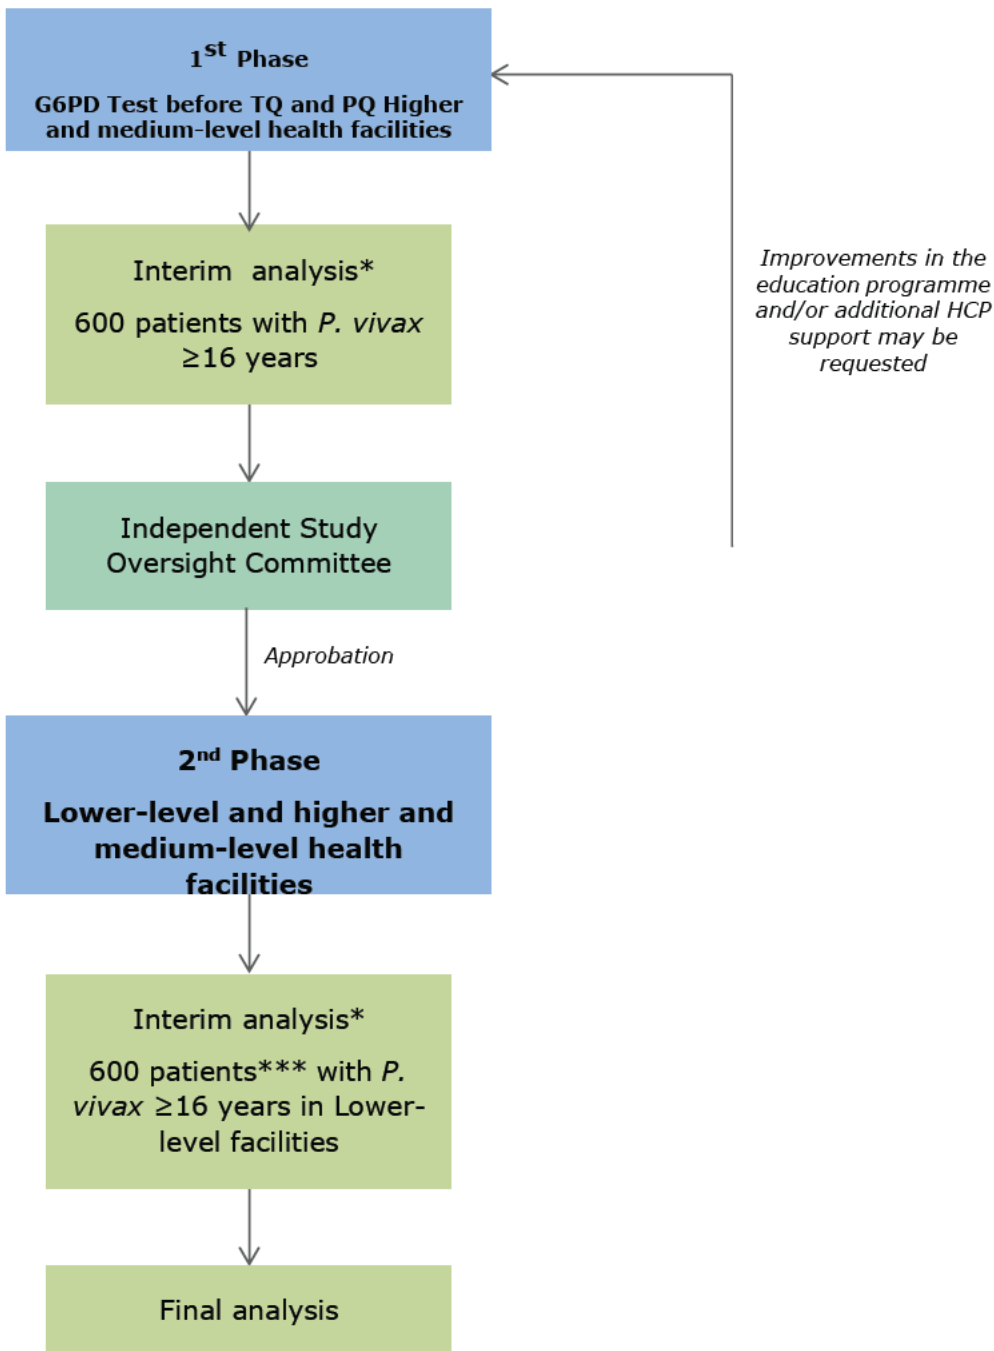 1st Phase
G6PD Test before TQ and PQ Higher
and medium-level health facilities
Interim analysis*
600 patients with P. vivax
≥16 years
Improvements in the
education programme
and/or additional HCP
support may be
requested
Independent Study
Oversight Committee
Approbation
2nd Phase
Lower-level and higher and
medium-level health
facilities
Interim analysis*
600 patients*** with P.
vivax ≥16 years in Lower-
level facilities
Final analysis